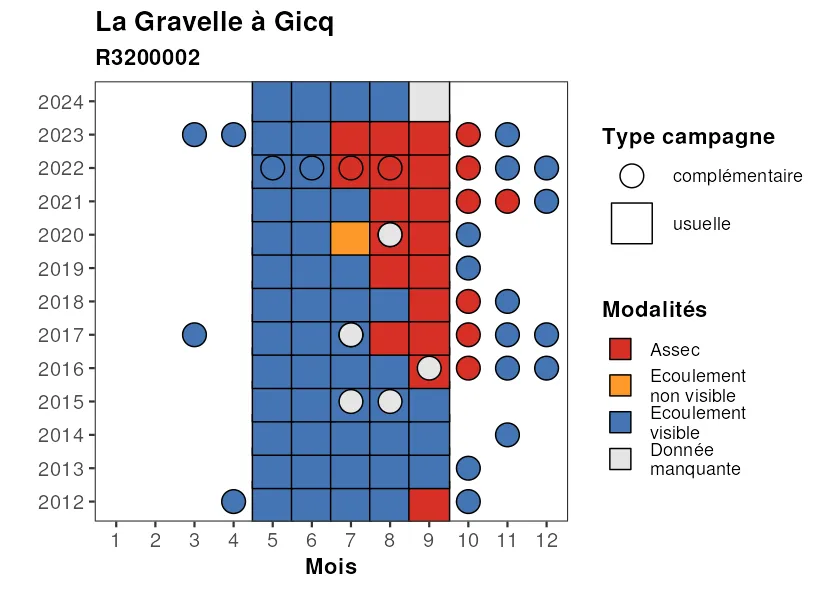 La Gravelle à Gicq
R3200002
2024
2023
2022
2021
2020
2019
2018
2017
2016
2015
2014
2013
2012
1 2 3 4 5 6 7 8 9 10 11 12
Mois
Type campagne
complémentaire
usuelle
Modalités
Assec
Ecoulement
non visible
Ecoulement
visible
Donnée
manquante